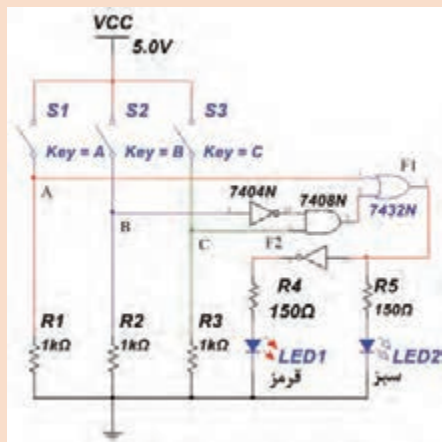 VCC
5.0V
S1
S2
S3
Key = A
Key = B
Key = C
F1
A
7404N
7408N
7432N
B
C
F2
R4
150Ω
R5
150Ω
R1
1kΩ
R2
1kΩ
R3
1kΩ
LED1
LED2
قرمز
سبز